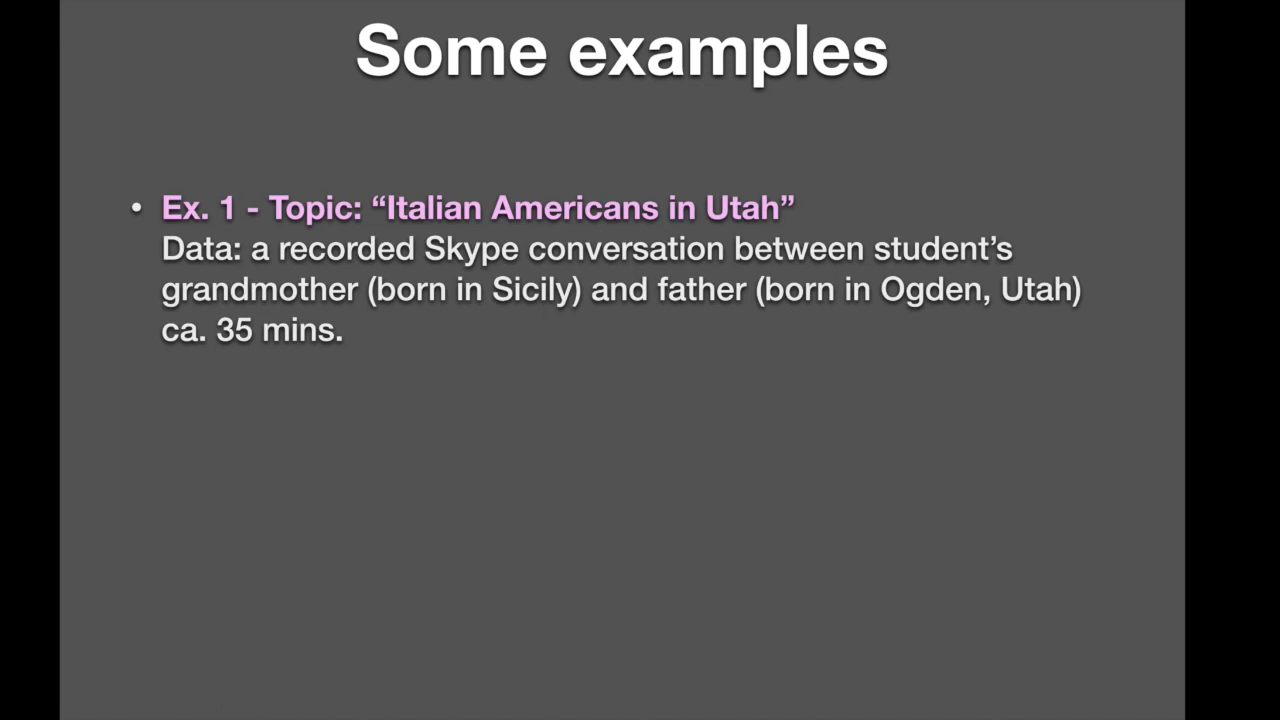 Some examples
• Ex. 1 - Topic: “Italian Americans in Utah”
Data: a recorded Skype conversation between student’s
grandmother (born in Sicily) and father (born in Ogden, Utah)
ca. 35 mins.